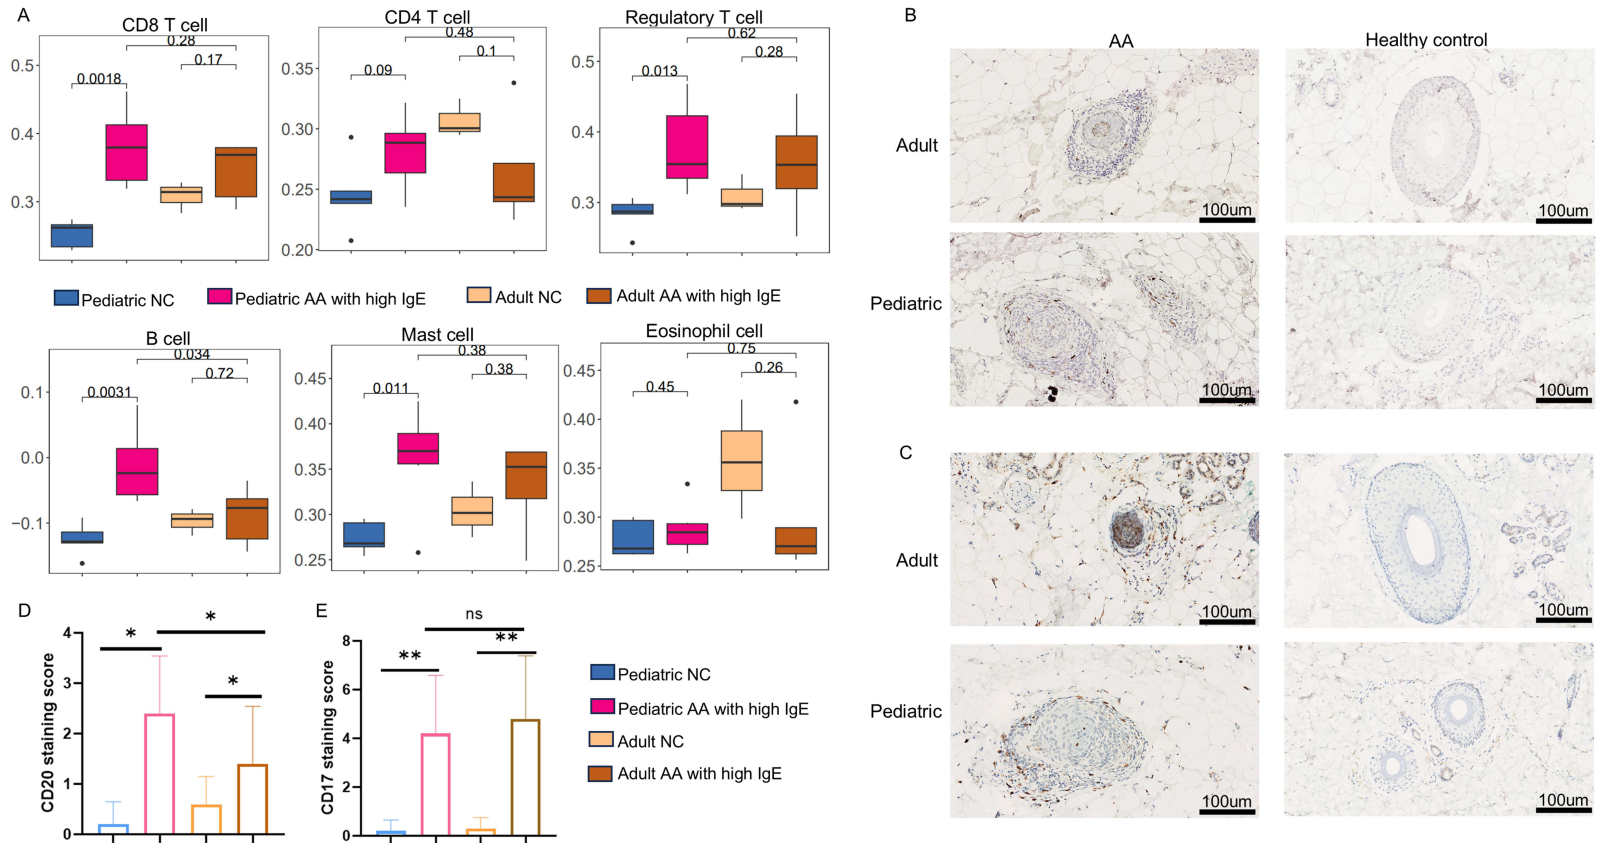 A
CD8 T cell
0.28
0.17
0.0018
0.5
0.4
0.3
CD4 T cell
0.48
0.1
0.09
0.35
0.30
0.25
0.20
Regulatory T cell
0.62
0.28
0.013
0.5
0.4
0.3
Pediatric NC
Pediatric AA with high IgE
Adult NC
Adult AA with high IgE
B cell
0.034
0.72
0.0031
0.1
0.0
−0.1
Mast cell
0.38
0.38
0.011
0.45
0.40
0.35
0.30
0.25
Eosinophil cell
0.75
0.26
0.45
0.45
0.40
0.35
0.30
0.25
B
AA
Healthy control
Adult
100um
100um
Pediatric
100um
100um
C
Adult
100um
100um
Pediatric
100um
100um
D
CD20 staining score
4
3
2
1
0
*
*
*
E
CD17 staining score
8
6
4
2
0
ns
**
**
Pediatric NC
Pediatric AA with high IgE
Adult NC
Adult AA with high IgE